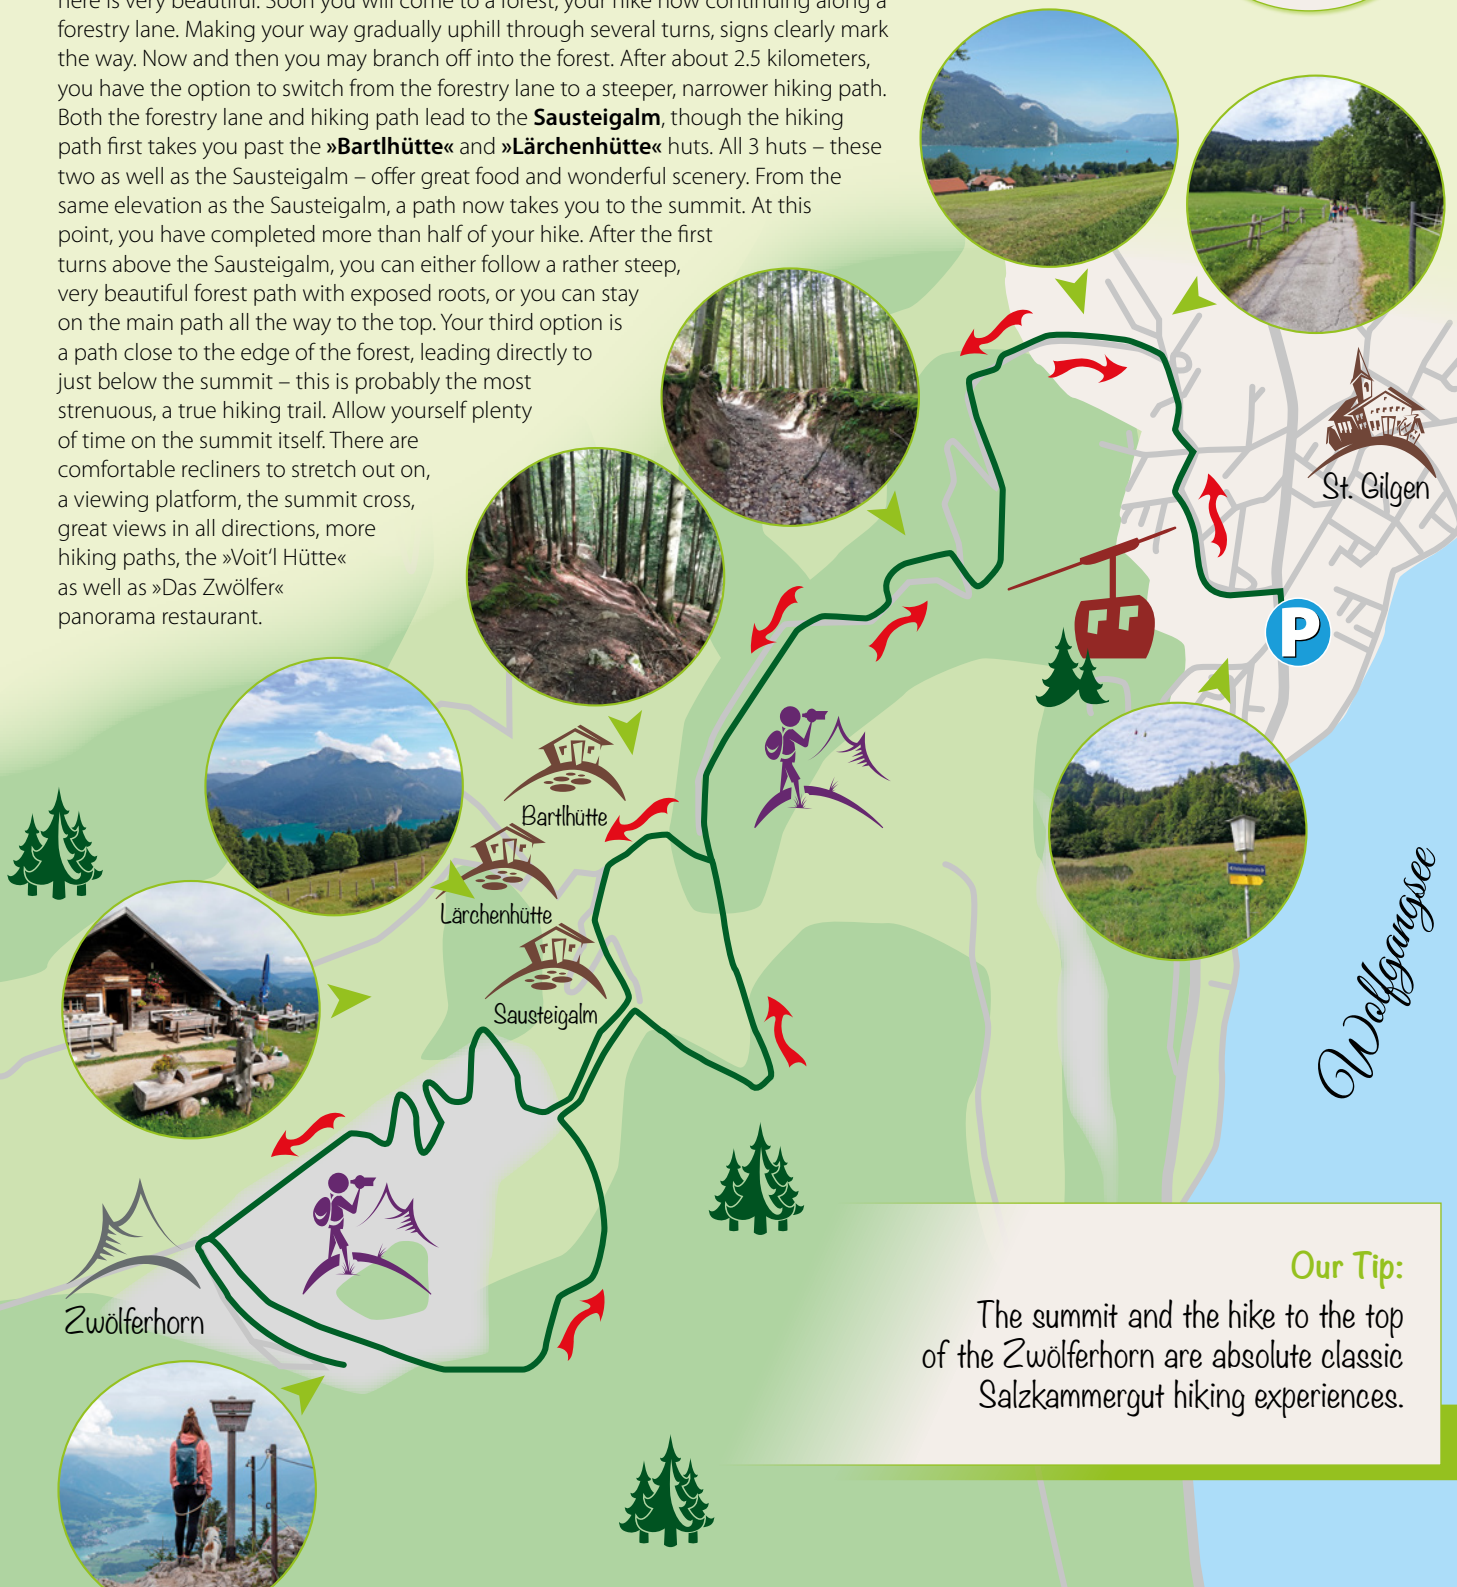 here is very beautiful. Soon you will come to a forest, your hike now continuing along a
forestry lane. Making your way gradually uphill through several turns, signs clearly mark
the way. Now and then you may branch off into the forest. After about 2.5 kilometers,
you have the option to switch from the forestry lane to a steeper, narrower hiking path.
Both the forestry lane and hiking path lead to the Sausteigalm, though the hiking
path first takes you past the »Bartlhütte« and »Lärchenhütte« huts. All 3 huts – these
two as well as the Sausteigalm – offer great food and wonderful scenery. From the
same elevation as the Sausteigalm, a path now takes you to the summit. At this
point, you have completed more than half of your hike. After the first
turns above the Sausteigalm, you can either follow a rather steep,
very beautiful forest path with exposed roots, or you can stay
on the main path all the way to the top. Your third option is
a path close to the edge of the forest, leading directly to
just below the summit – this is probably the most
strenuous, a true hiking trail. Allow yourself plenty
of time on the summit itself. There are
comfortable recliners to stretch out on,
a viewing platform, the summit cross,
great views in all directions, more
hiking paths, the »Voit‘l Hütte«
as well as »Das Zwölfer«
panorama restaurant.
St. Gilgen
P
Bartlhütte
Lärchenhütte
Sausteigalm
Wolfgangsee
Zwölferhorn
Our Tip:
The summit and the hike to the top
of the Zwölferhorn are absolute classic
Salzkammergut hiking experiences.